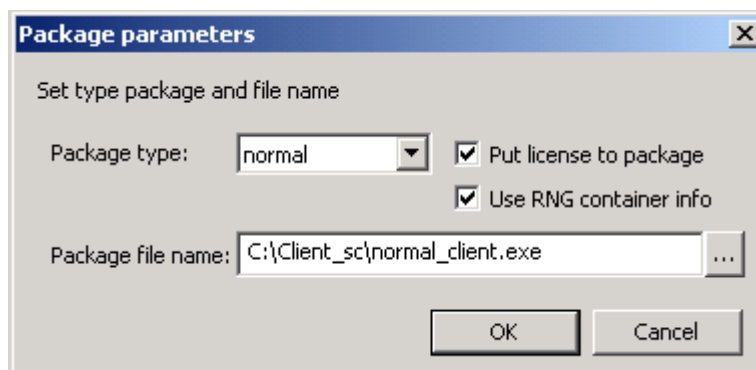 Package parameters
Set type package and file name
Package type: normal Put license to package
Use RNG container info
Package file name: C:\Client_sc\normal_client.exe ...
OK Cancel